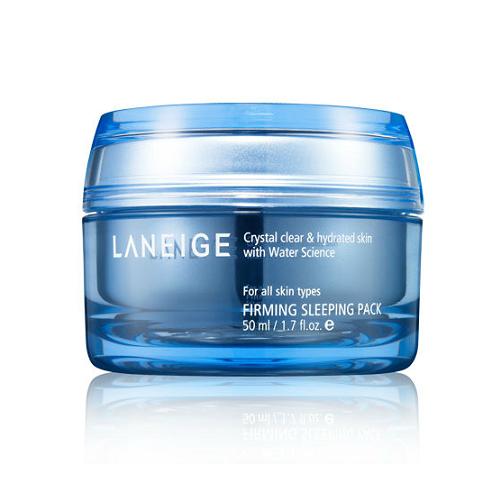 LANEIGE
Crystal clear & hydrated skin
with Water Science
For all skin types
FIRMING SLEEPING PACK
50 ml / 1.7 fl.oz. e